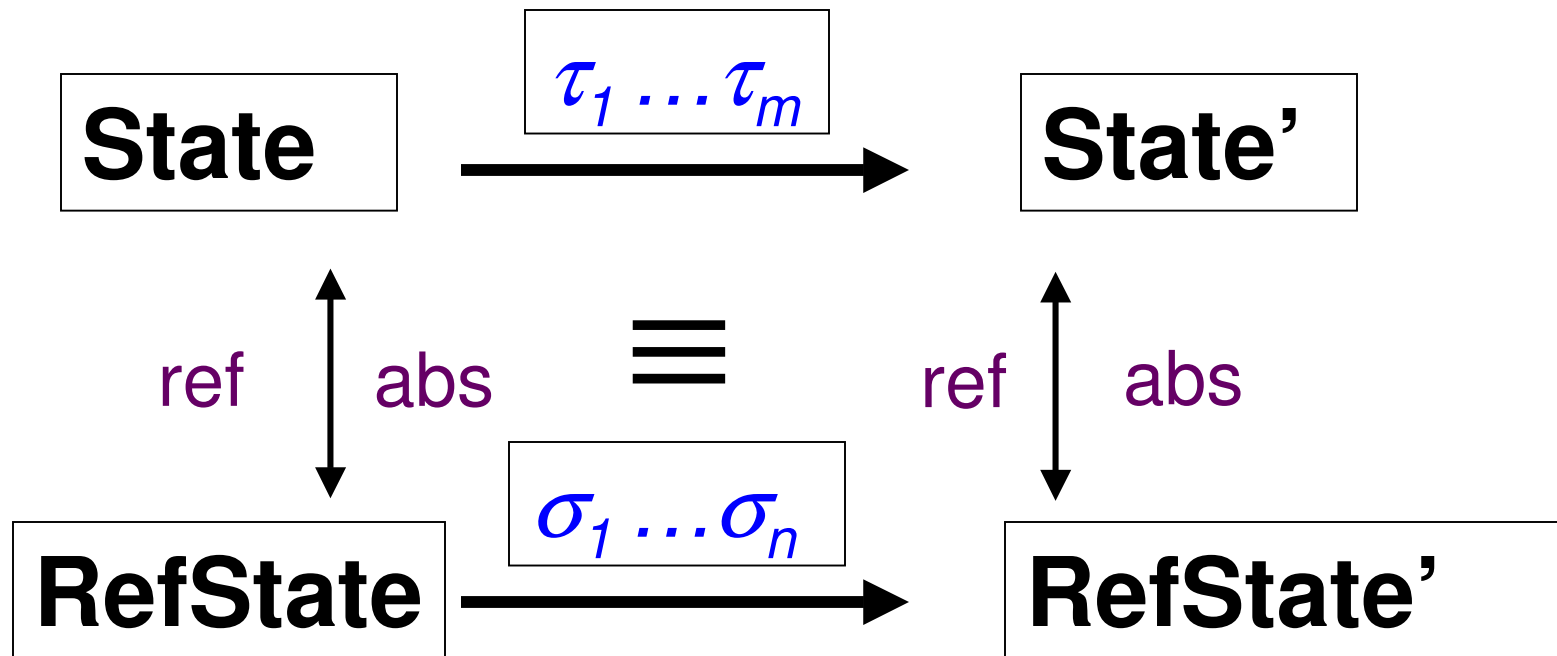 τ1 …τm
State
State’
ref
abs
≡
ref
abs
σ1 …σn
RefState
RefState’